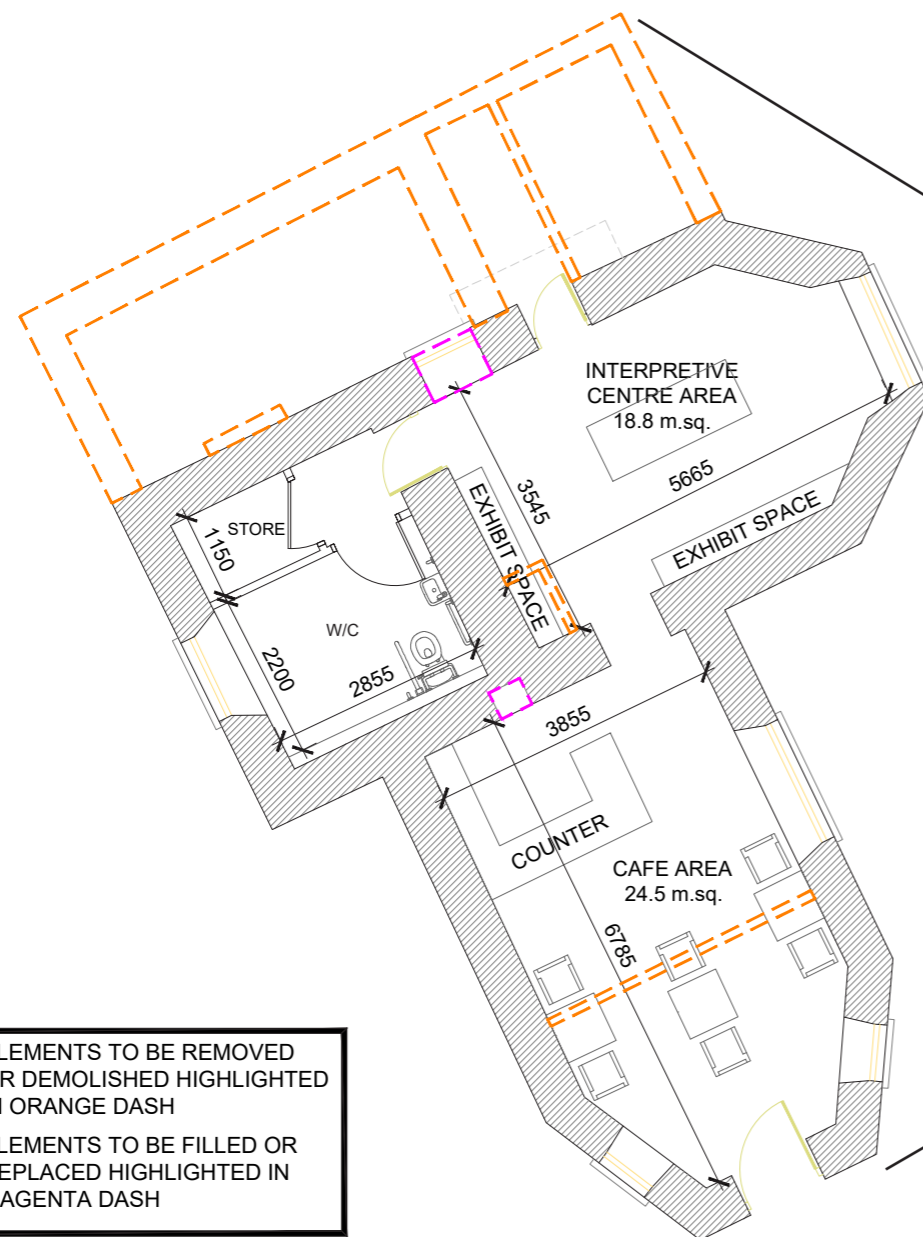 INTERPRETIVE
CENTRE AREA
18.8 m.sq.
5665
3545
EXHIBIT SPACE
EXHIBIT SPACE
STORE
1150
W/C
2200
2855
3855
COUNTER
CAFE AREA
24.5 m.sq.
6785
LEMENTS TO BE REMOVED
R DEMOLISHED HIGHLIGHTED
ORANGE DASH
LEMENTS TO BE FILLED OR
EPLACED HIGHLIGHTED IN
AGENTA DASH